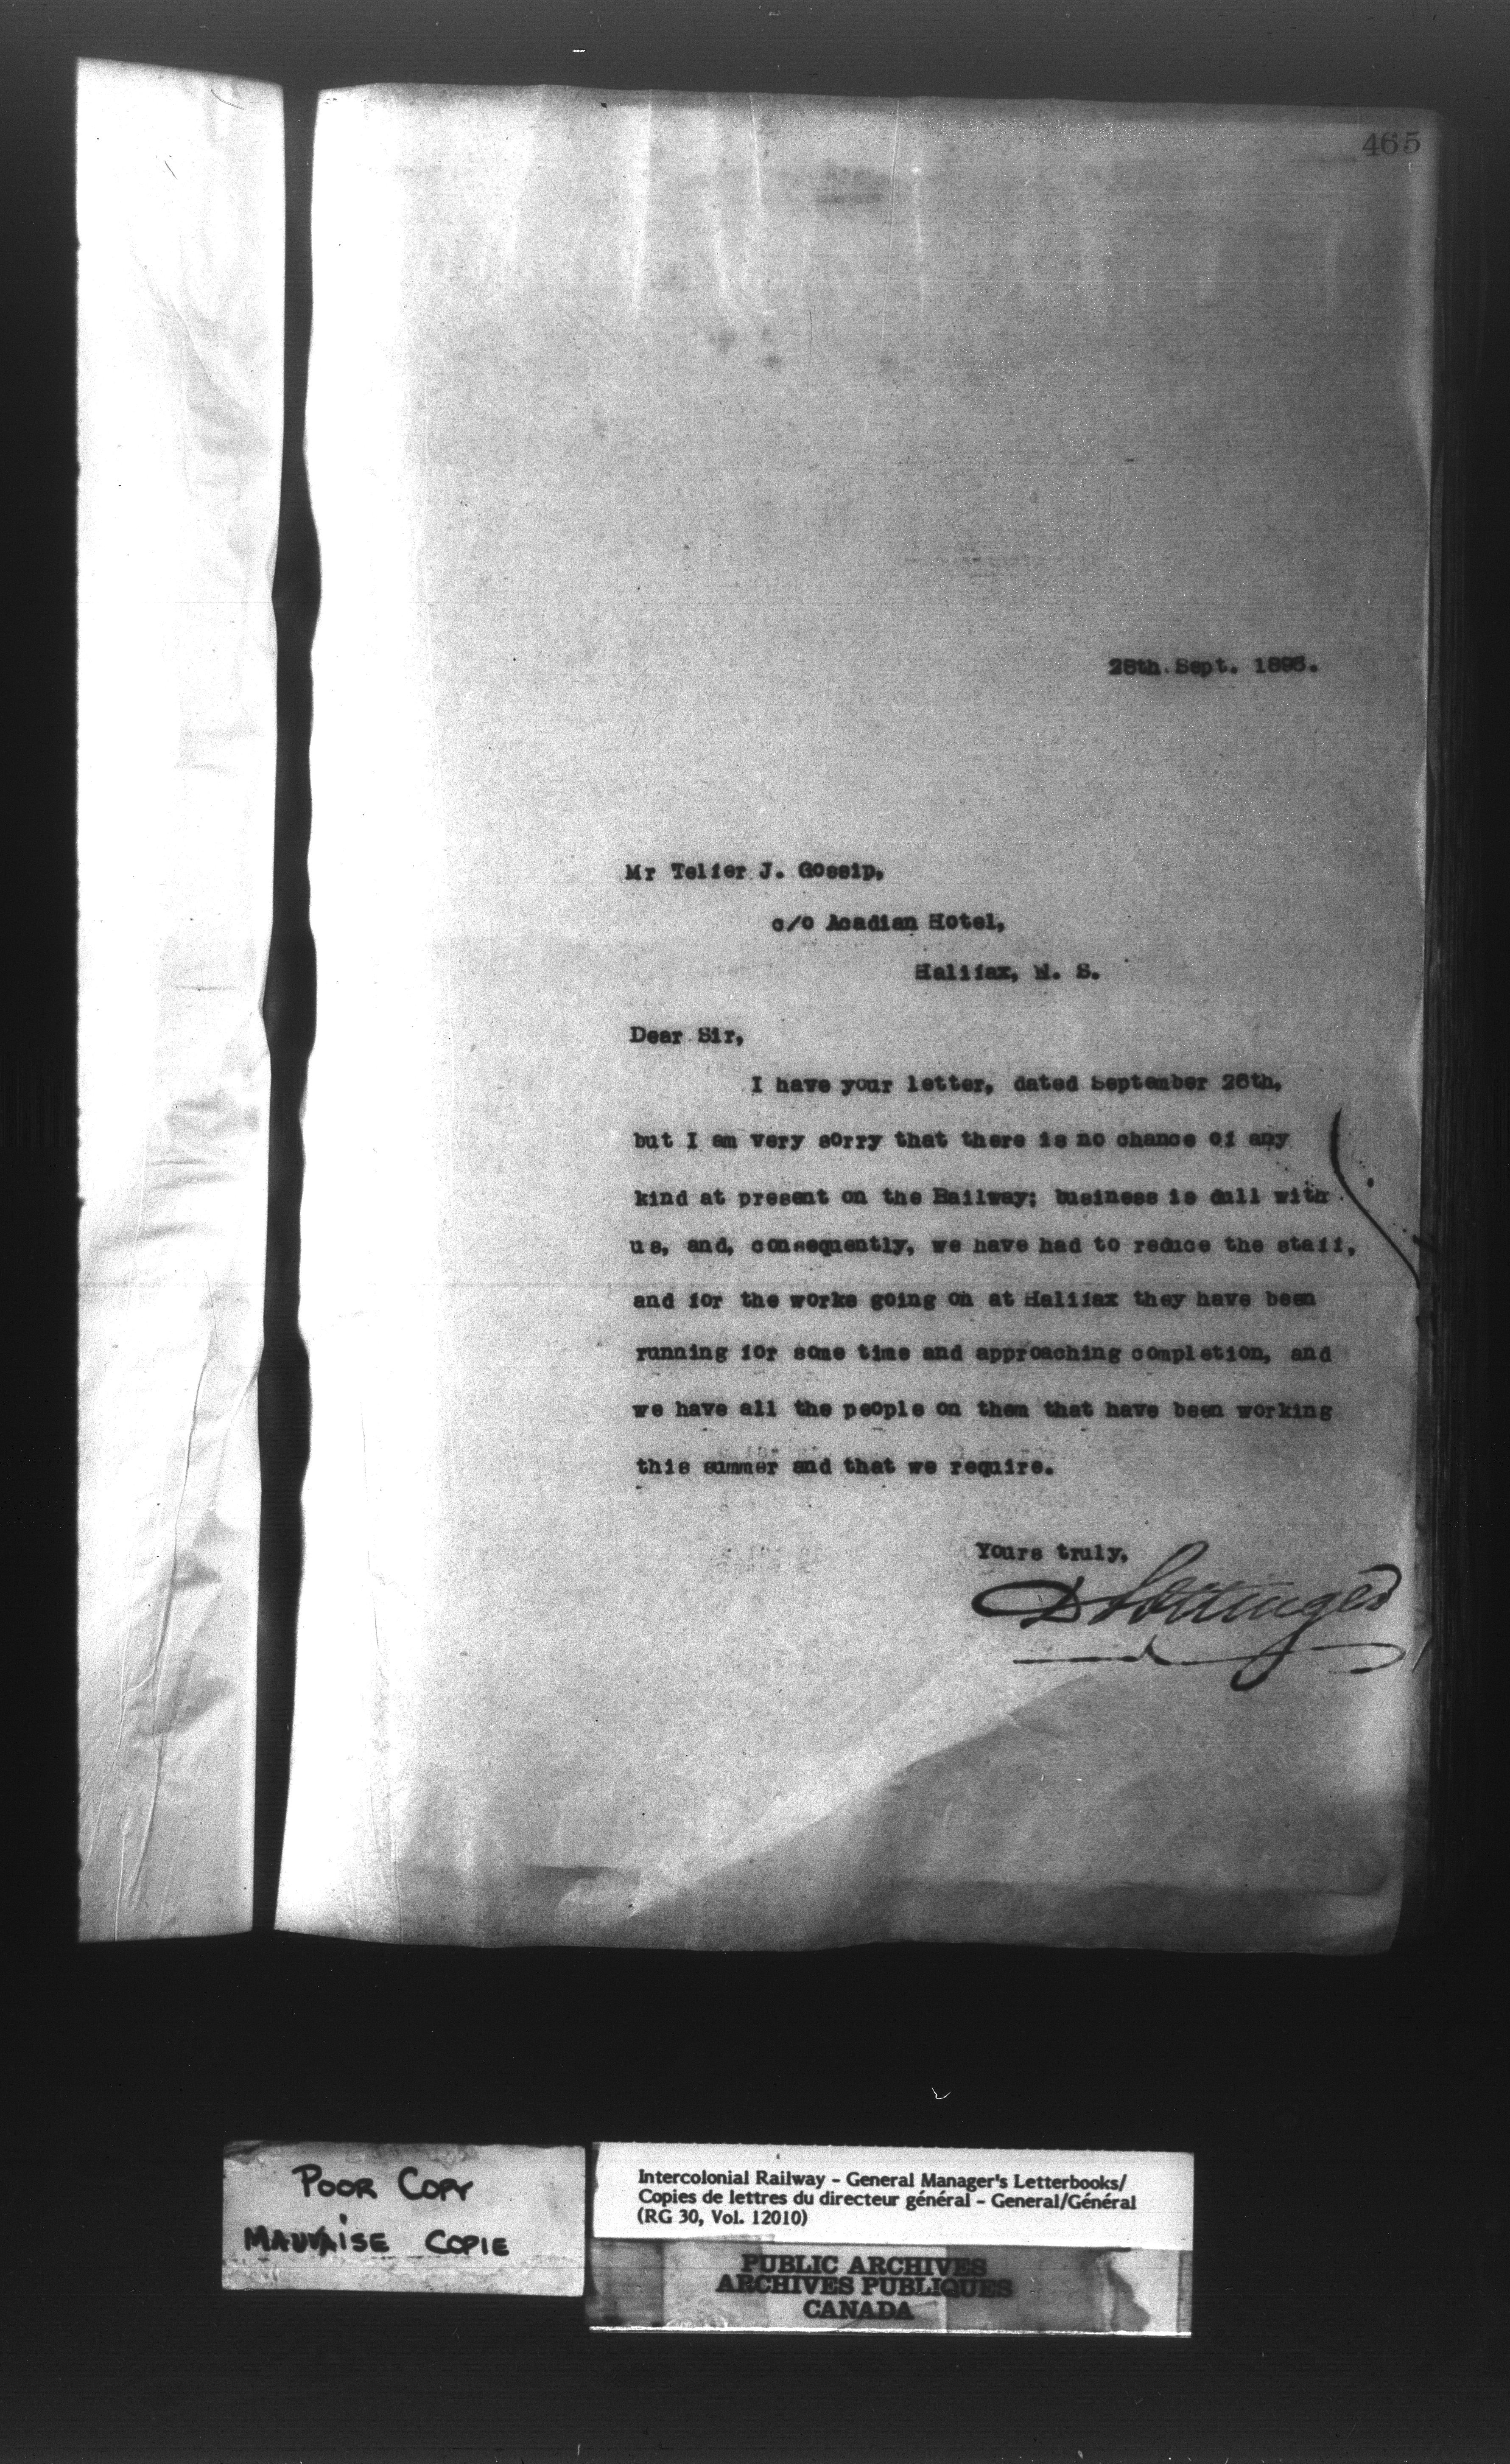 465
28th Sept. 1895.
Mr Telfer J. Gossip,
c/o Acadian Hotel,
Halifax, N. S.
Dear Sir,
I have your letter, dated September 26th,
but I am very sorry that there is no chance of any
kind at present on the Railway; business is dull with
us, and, consequently, we have had to reduce the staff,
and for the works going on at Halifax they have been
running for some time and approaching completion, and
we have all the people on them that have been working
this summer and that we require.
Yours truly,
D Pottinger
POOR COPY
MAUVAISE COPIE
Intercolonial Railway - General Manager's Letterbooks/
Copies de lettres du directeur général - General/Général
(RG 30, Vol. 12010)
PUBLIC ARCHIVES
ARCHIVES PUBLIQUES
CANADA